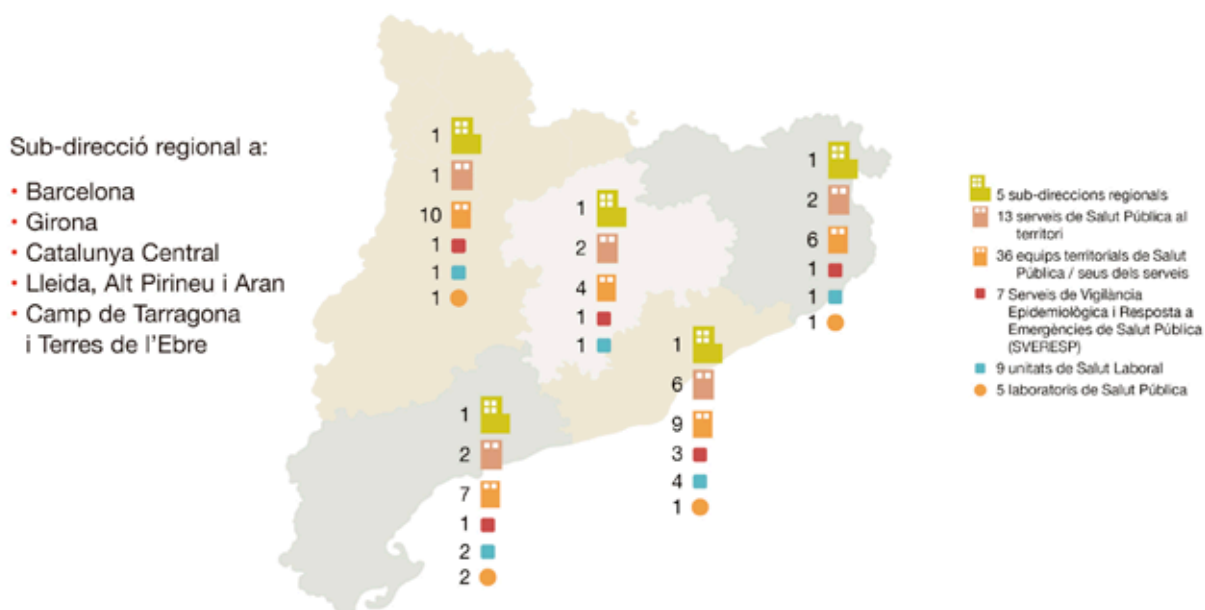 Sub-direcció regional a:
• Barcelona
• Girona
• Catalunya Central
• Lleida, Alt Pirineu i Aran
• Camp de Tarragona
i Terres de l'Ebre
1
1
10
1
1
1
1
2
4
1
1
1
2
6
1
1
1
1
6
9
3
4
1
1
2
7
1
2
2
5 sub-direccions regionals
13 serveis de Salut Pública al
territori
36 equips territorials de Salut
Pública / seus dels serveis
7 Serveis de Vigilància
Epidemiològica i Resposta a
Emergències de Salut Pública
(SVERESP)
9 unitats de Salut Laboral
5 laboratoris de Salut Pública